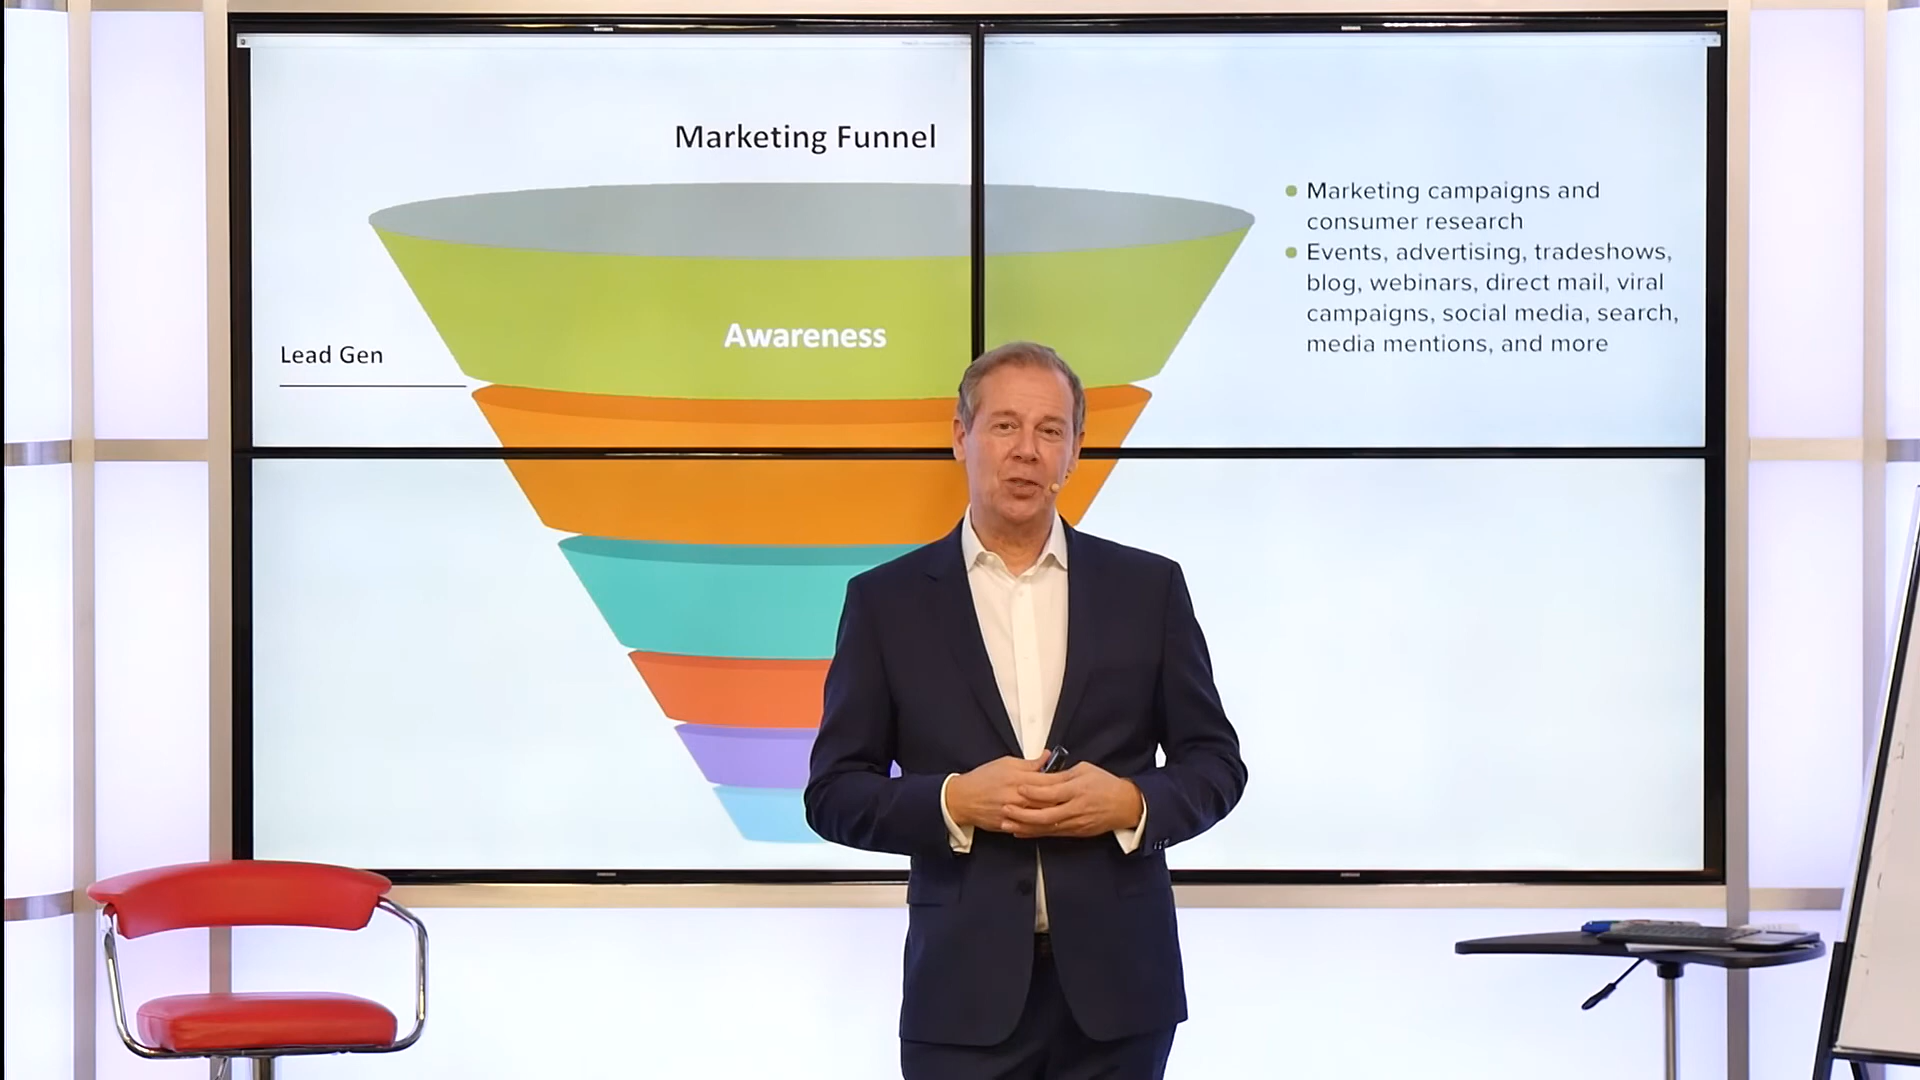 Marketing Funnel
Marketing campaigns and
consumer research
Events, advertising, tradeshows,
blog, webinars, direct mail, viral
campaigns, social media, search,
media mentions, and more
Awareness
Lead Gen